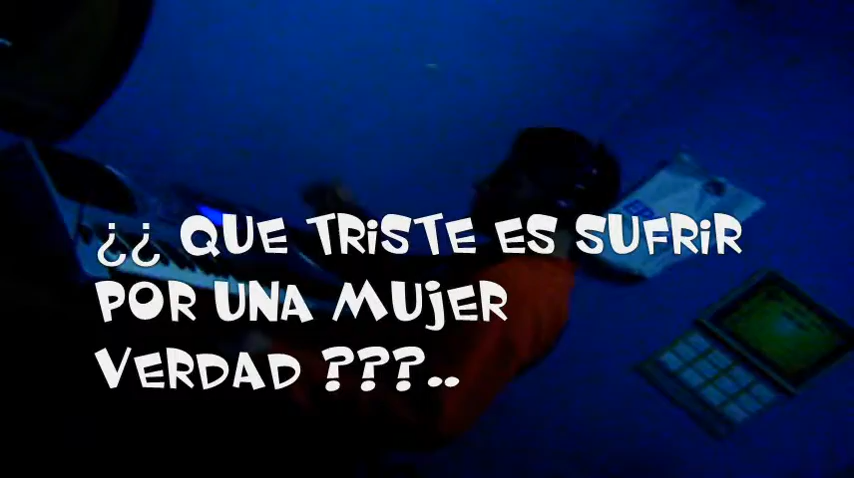 ¿¿ QUE TRISTE ES SUFRIR
POR UNA MUJER
VERDAD ???..